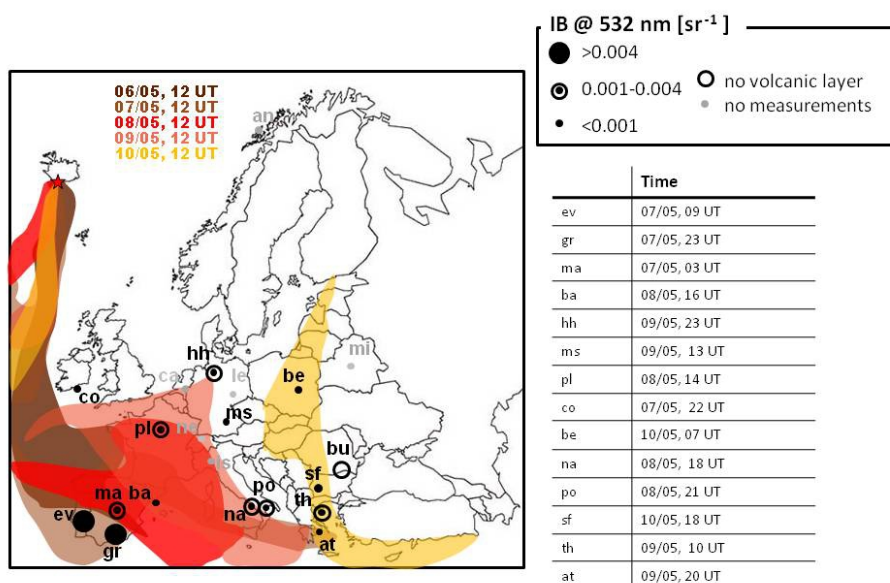 IB @ 532 nm [sr⁻¹]
>0.004
0.001-0.004
<0.001
no volcanic layer
no measurements
06/05, 12 UT
07/05, 12 UT
08/05, 12 UT
09/05, 12 UT
10/05, 12 UT
an
hh
ca
le
be
mi
co
ms
pl
bu
sf
po
ma
ba
ev
na
th
gr
at
Time
ev 07/05, 09 UT
gr 07/05, 23 UT
ma 07/05, 03 UT
ba 08/05, 16 UT
hh 09/05, 23 UT
ms 09/05, 13 UT
pl 08/05, 14 UT
co 07/05, 22 UT
be 10/05, 07 UT
na 08/05, 18 UT
po 08/05, 21 UT
sf 10/05, 18 UT
th 09/05, 10 UT
at 09/05, 20 UT